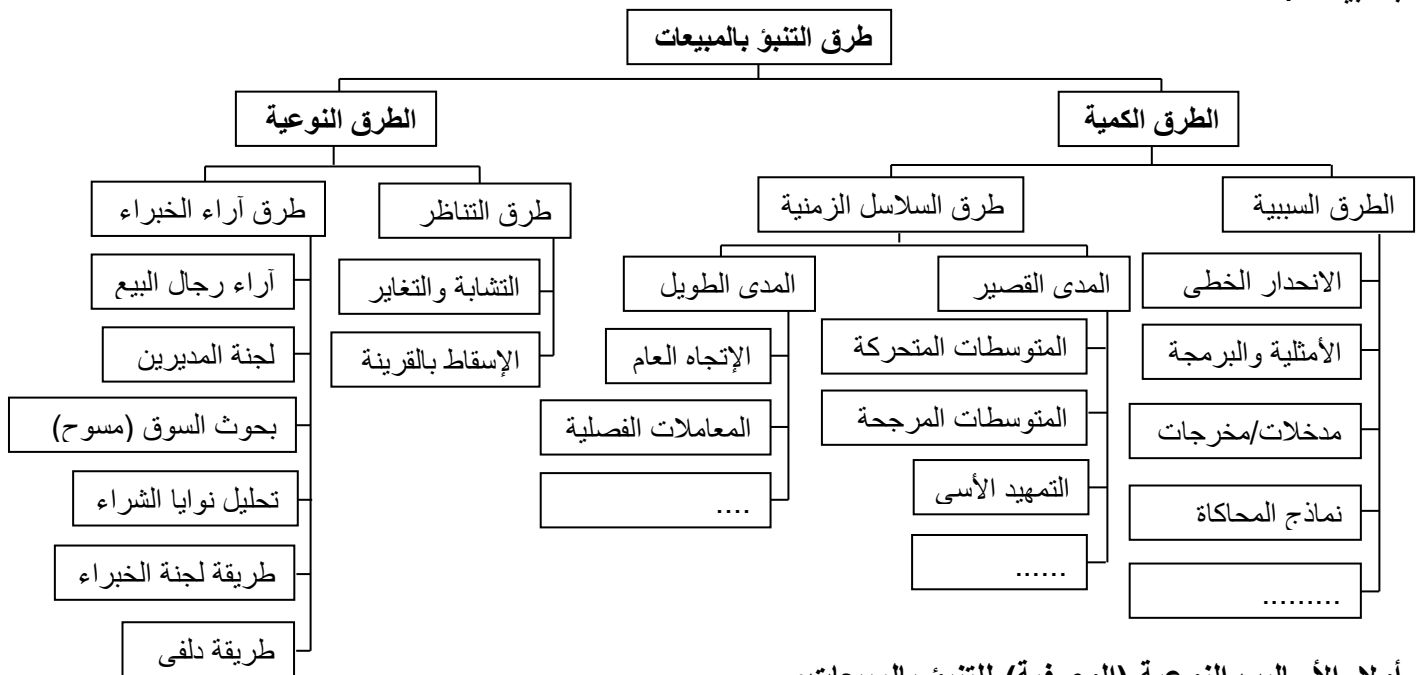 طرق التنبؤ بالمبيعات
الطرق الكمية
الطرق النوعية
الطرق السببية
طرق السلاسل الزمنية
طرق التناظر
طرق آراء الخبراء
الانحدار الخطى
الأمثلية والبرمجة
مدخلات/مخرجات
نماذج المحاكاة
.........
المدى القصير
المدى الطويل
المتوسطات المتحركة
المتوسطات المرجحة
التمهيد الأسى
......
الإتجاه العام
المعاملات الفصلية
....
التشابة والتغاير
الإسقاط بالقرينة
آراء رجال البيع
لجنة المديرين
بحوث السوق (مسوح)
تحليل نوايا الشراء
طريقة لجنة الخبراء
طريقة دلفى